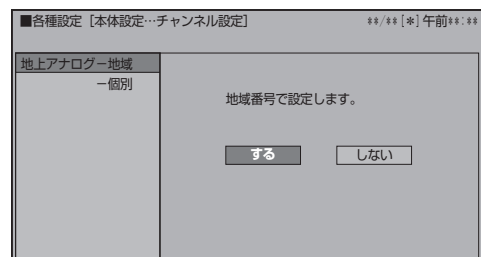 ■各種設定［本体設定…チャンネル設定］ **/**[*]午前**:**
地上アナログー地域
ー個別
地域番号で設定します。
する しない